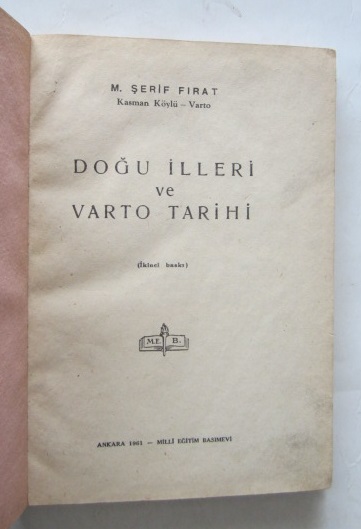 M. ŞERİF FIRAT
Kasman Köylü – Varto
DOĞU İLLERİ
ve
VARTO TARİHİ
(İkinci baskı)
M.E. B.
ANKARA 1961 — MİLLÎ EĞİTİM BASIMEVİ